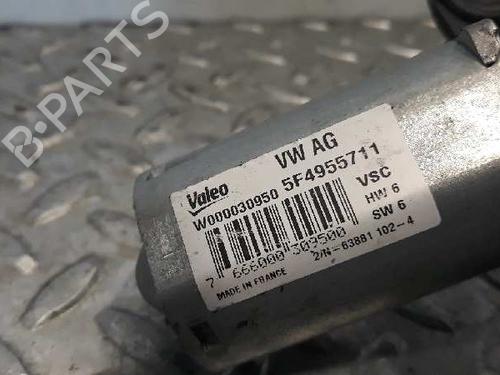 B-PARTS
Valeo
VW AG
W000030950 5F4955711
VSC
HW 6
SW 6
7 666000 309500
2/N-63881 102-4
MADE IN FRANCE